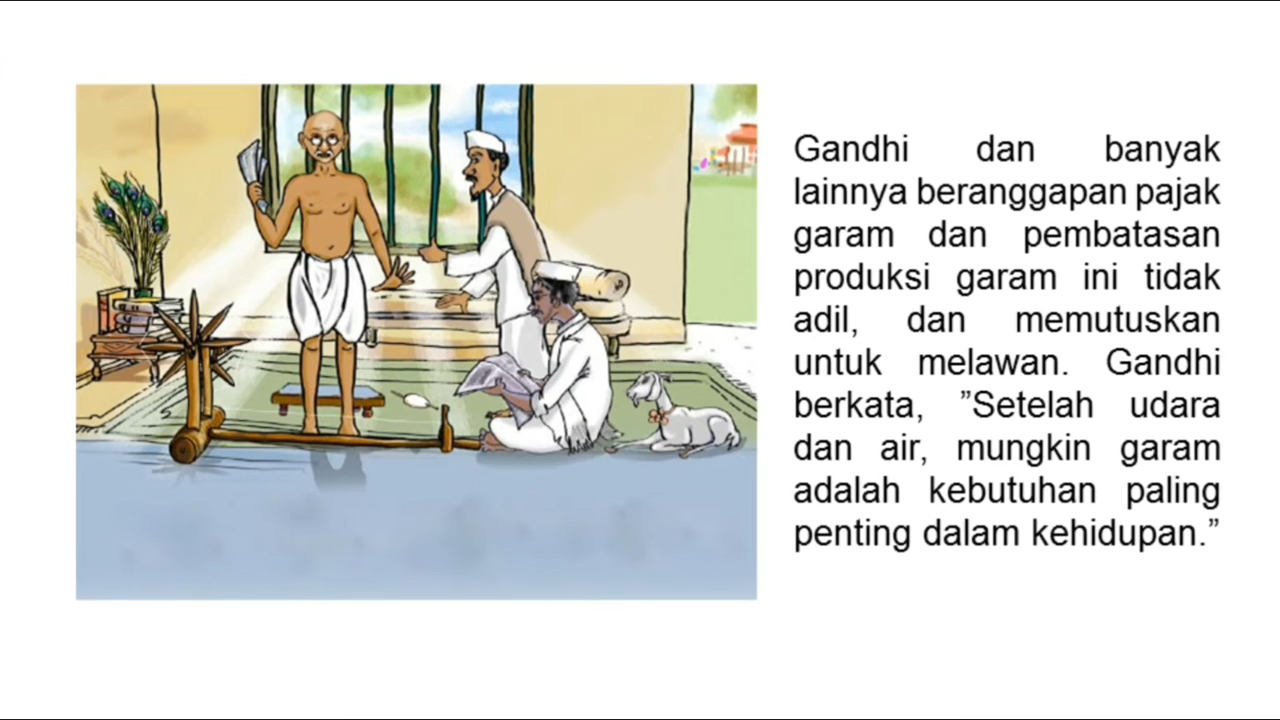 Gandhi dan banyak
lainnya beranggapan pajak
garam dan pembatasan
produksi garam ini tidak
adil, dan memutuskan
untuk melawan. Gandhi
berkata, ”Setelah udara
dan air, mungkin garam
adalah kebutuhan paling
penting dalam kehidupan.”